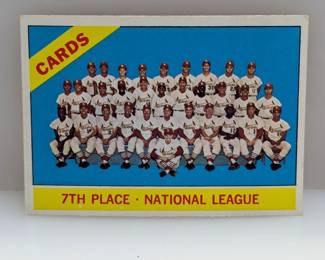 CARDS
7TH PLACE • NATIONAL LEAGUE